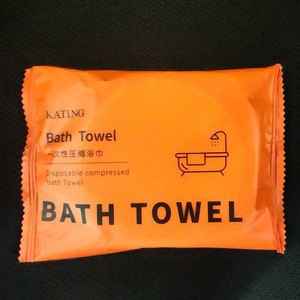 KATING
Bath Towel
一次性压缩浴巾
Disposable compressed
Bath Towel
BATH TOWEL